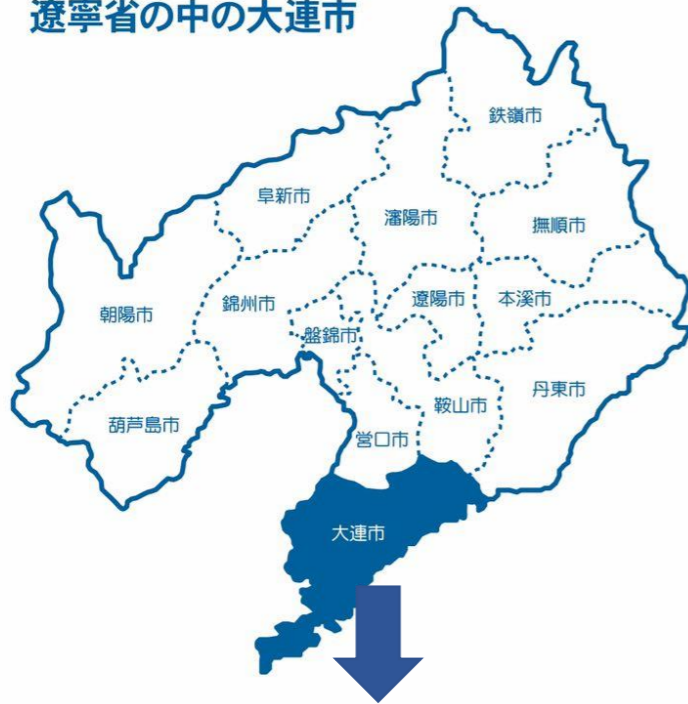 遼寧省の中の大連市
鉄嶺市
阜新市
瀋陽市
撫順市
朝陽市
錦州市
遼陽市
本渓市
盤錦市
葫芦島市
鞍山市
丹東市
営口市
大連市